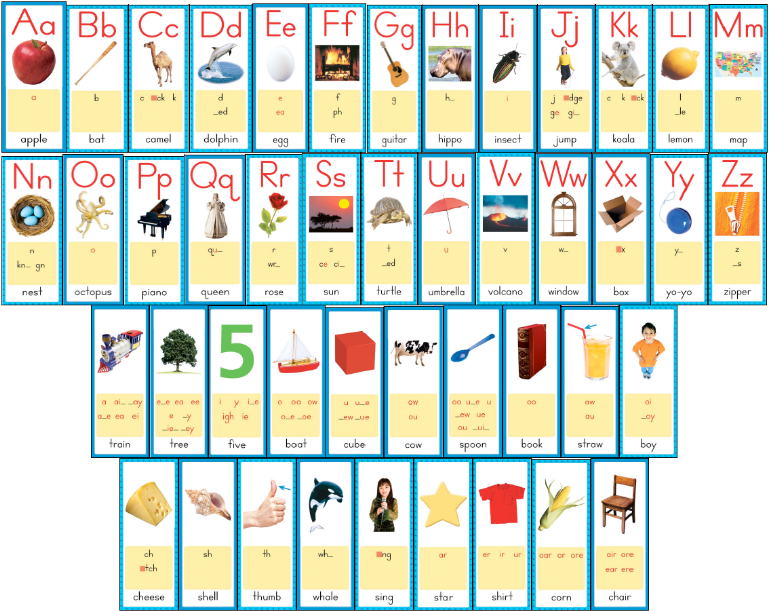 Aa Bb Cc Dd Ee Ff Gg Hh Ii Jj Kk Ll Mm
a b c ■ck k d e f g h_ i j ■dge c k ■ck l m
_ed ea ph ge gi_ _le
apple bat camel dolphin egg fire guitar hippo insect jump koala lemon map
Nn Oo Pp Qq Rr Ss Tt Uu Vv Ww Xx Yy Zz
n o p qu_ r s t u v w_ ■x y_ z
kn_ gn wr_ ce ci_ _ed _s
nest octopus piano queen rose sun turtle umbrella volcano window box yo-yo zipper
5
a ai_ _ay e_e ea ee i y i_e o oa ow u u_e ow oo u_e u oo aw oi
a_e ea ei e _y igh ie o_e _oe _ew _ue ou _ew ue au _oy
_ie_ _ey ou _ui_
train tree five boat cube cow spoon book straw boy
ch sh th wh_ ■ng ar er ir ur oar or ore air are
■tch ear ere
cheese shell thumb whale sing star shirt corn chair